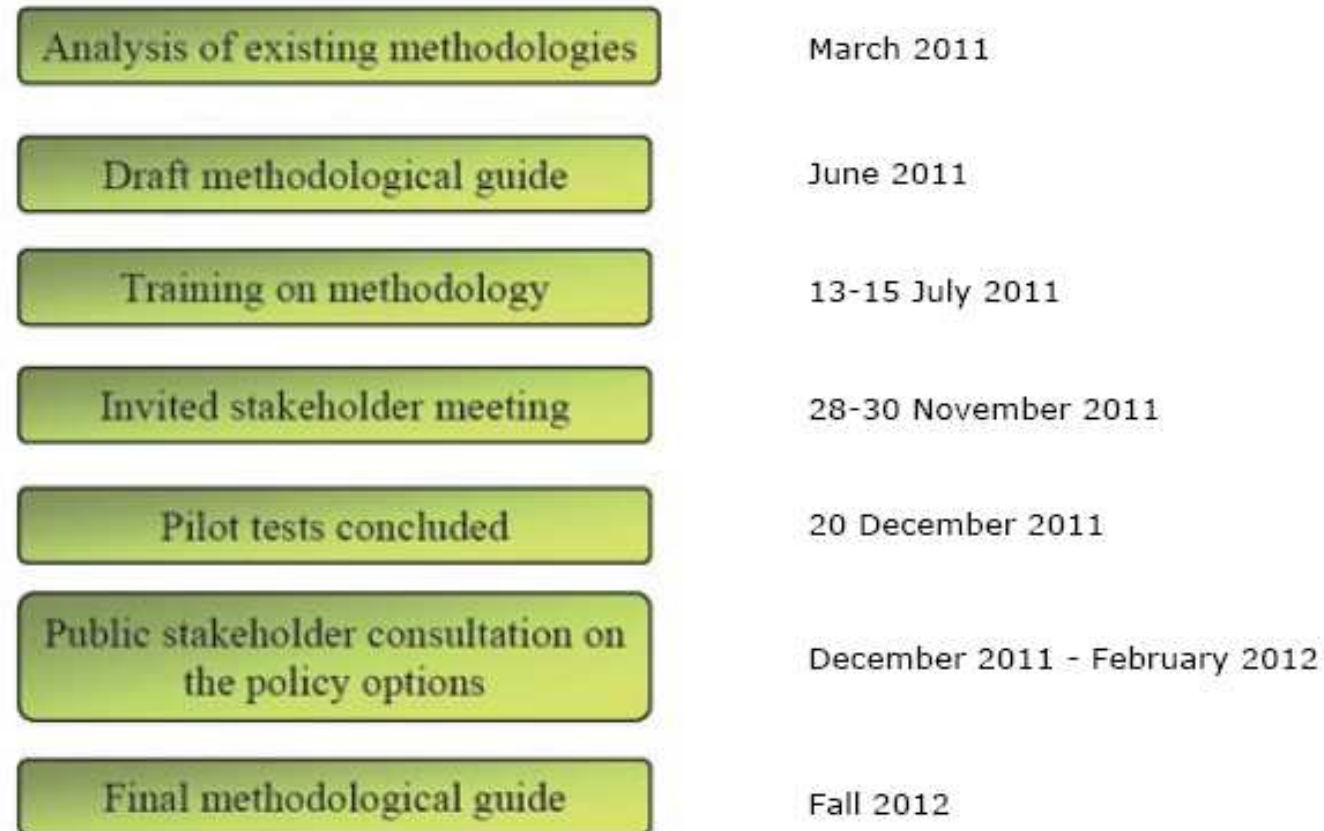 Analysis of existing methodologies March 2011
Draft methodological guide June 2011
Training on methodology 13-15 July 2011
Invited stakeholder meeting 28-30 November 2011
Pilot tests concluded 20 December 2011
Public stakeholder consultation on
the policy options
December 2011 - February 2012
Final methodological guide Fall 2012